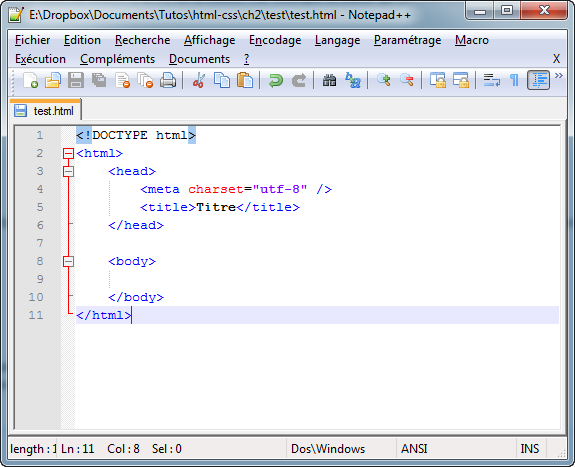 E:\Dropbox\Documents\Tutos\html-css\ch2\test\test.html - Notepad++
Fichier Edition Recherche Affichage Encodage Langage Paramétrage Macro
Exécution Compléments Documents ? X
test.html
1 <!DOCTYPE html>
2 <html>
3 <head>
4 <meta charset="utf-8" />
5 <title>Titre</title>
6 </head>
7
8 <body>
9
10 </body>
11 </html>
length : 1 Ln : 11 Col : 8 Sel : 0 Dos\Windows ANSI INS